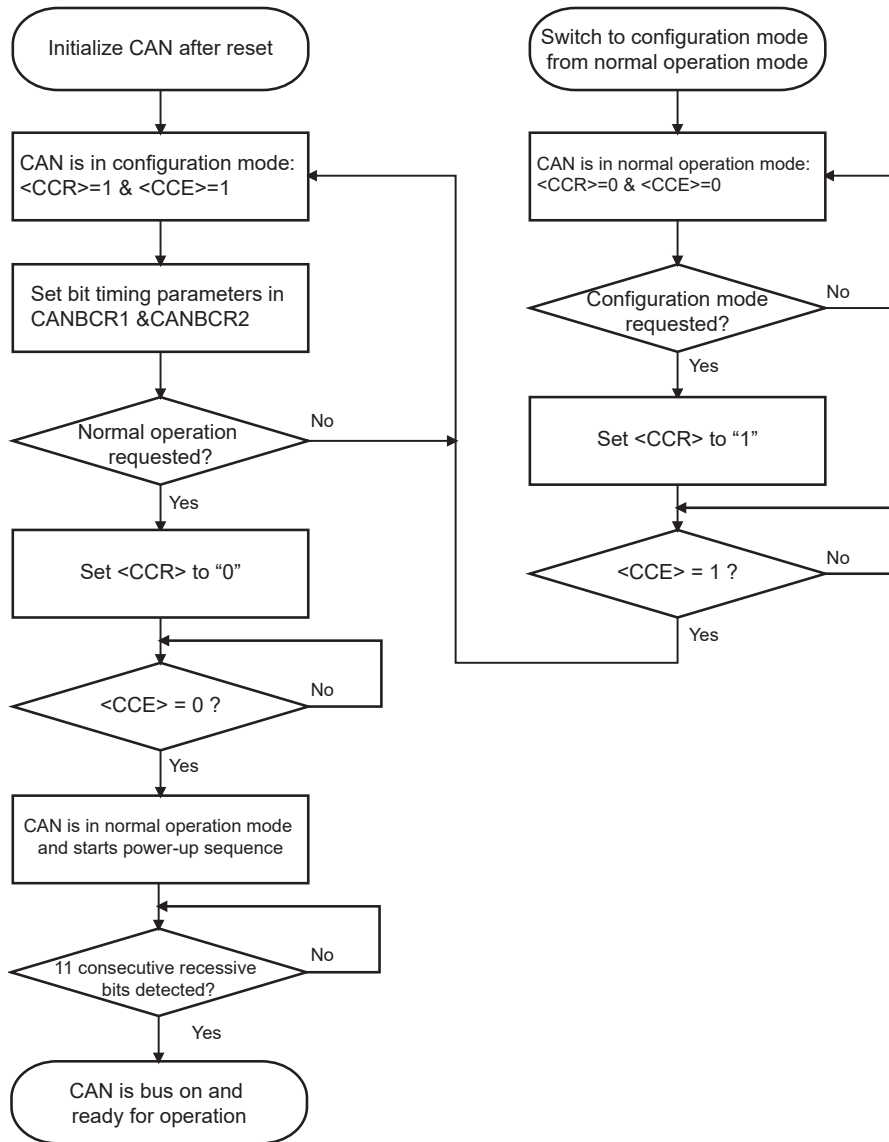 Initialize CAN after reset
CAN is in configuration mode:
<CCR>=1 & <CCE>=1
Set bit timing parameters in
CANBCR1 &CANBCR2
Normal operation
requested?
No
Yes
Set <CCR> to “0”
<CCE> = 0 ?
No
Yes
CAN is in normal operation mode
and starts power-up sequence
11 consecutive recessive
bits detected?
No
Yes
CAN is bus on and
ready for operation
Switch to configuration mode
from normal operation mode
CAN is in normal operation mode:
<CCR>=0 & <CCE>=0
Configuration mode
requested?
No
Yes
Set <CCR> to “1”
<CCE> = 1 ?
No
Yes